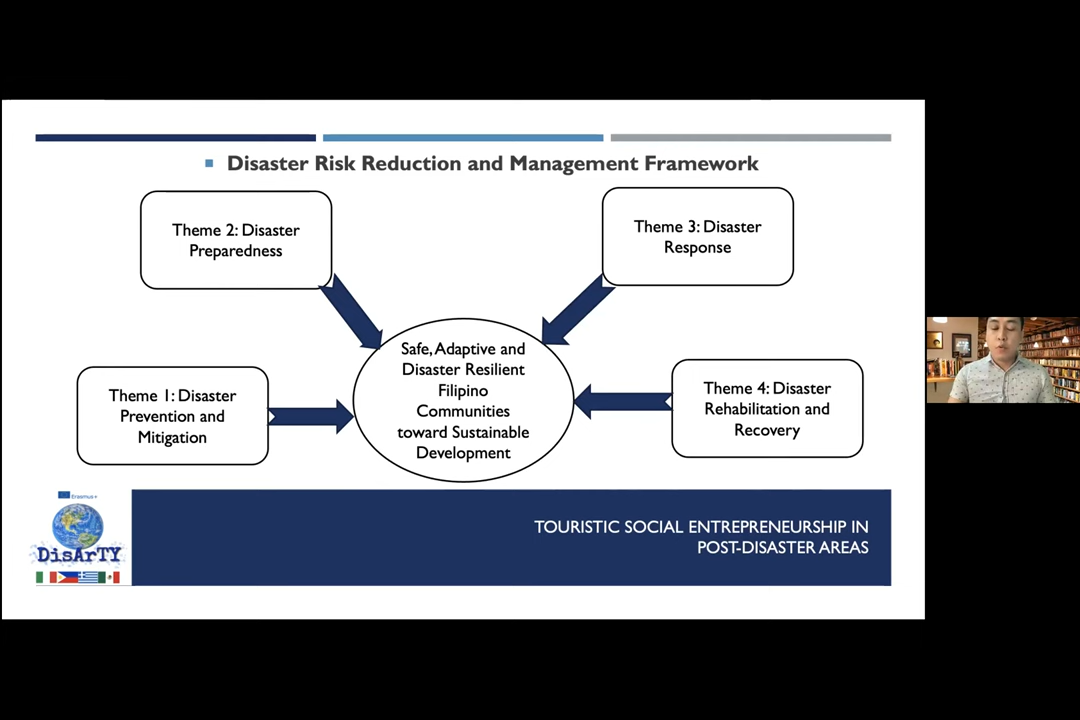 Disaster Risk Reduction and Management Framework
Theme 2: Disaster
Preparedness
Theme 3: Disaster
Response
Safe, Adaptive and
Disaster Resilient
Filipino
Communities
toward Sustainable
Development
Theme 1: Disaster
Prevention and
Mitigation
Theme 4: Disaster
Rehabilitation and
Recovery
Erasmus+
DisArTY
TOURISTIC SOCIAL ENTREPRENEURSHIP IN
POST-DISASTER AREAS